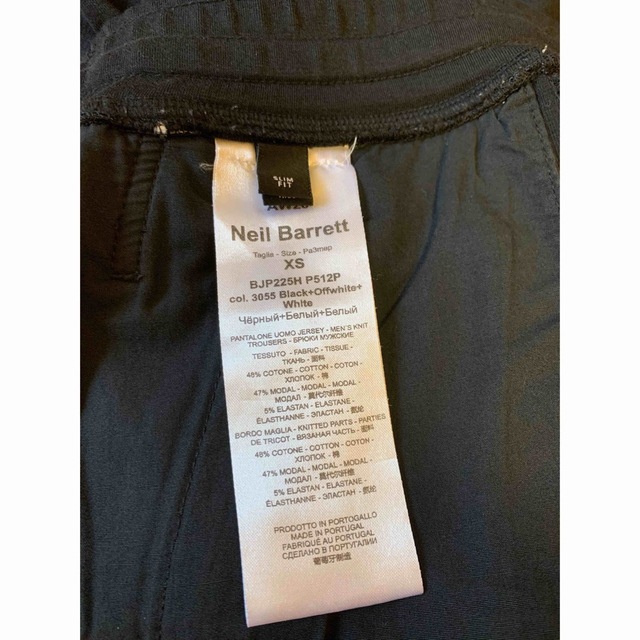 SLIM
FIT
Neil Barrett
Taglia - Size - Размер
XS
BJP225H P512P
col. 3055 Black+Offwhite+
White
Чёрный+Белый+Белый
PANTALONE UOMO JERSEY - MEN'S KNIT
TROUSERS - БРЮКИ МУЖСКИЕ
TESSUTO - FABRIC - TISSUE -
ТКАНЬ - 面料
48% COTONE - COTTON - COTON -
ХЛОПОК - 棉
47% MODAL - MODAL - MODAL -
МОДАЛ - 莫代尔纤维
5% ELASTAN - ELASTANE -
ÉLASTHANNE - ЭЛАСТАН - 氨纶
BORDO MAGLIA - KNITTED PARTS - PARTIES
DE TRICOT - ВЯЗАНАЯ ЧАСТЬ - 面料
48% COTONE - COTTON - COTON -
ХЛОПОК - 棉
47% MODAL - MODAL - MODAL -
МОДАЛ - 莫代尔纤维
5% ELASTAN - ELASTANE -
ÉLASTHANNE - ЭЛАСТАН - 氨纶
PRODOTTO IN PORTOGALLO
MADE IN PORTUGAL
FABRIQUÉ AU PORTUGAL
СДЕЛАНО В ПОРТУГАЛИИ
葡萄牙制造